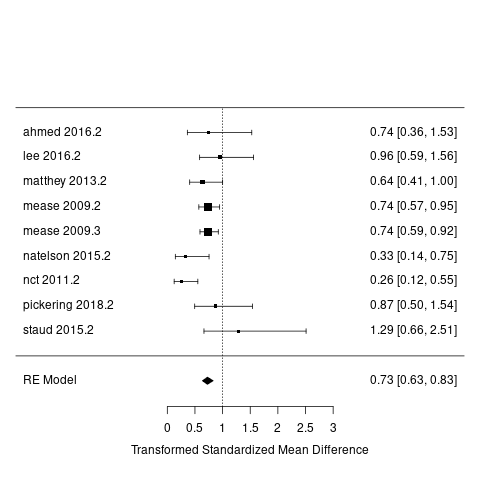 ahmed 2016.2 0.74 [0.36, 1.53]
lee 2016.2 0.96 [0.59, 1.56]
matthey 2013.2 0.64 [0.41, 1.00]
mease 2009.2 0.74 [0.57, 0.95]
mease 2009.3 0.74 [0.59, 0.92]
natelson 2015.2 0.33 [0.14, 0.75]
nct 2011.2 0.26 [0.12, 0.55]
pickering 2018.2 0.87 [0.50, 1.54]
staud 2015.2 1.29 [0.66, 2.51]
RE Model 0.73 [0.63, 0.83]
0 0.5 1 1.5 2 2.5 3
Transformed Standardized Mean Difference